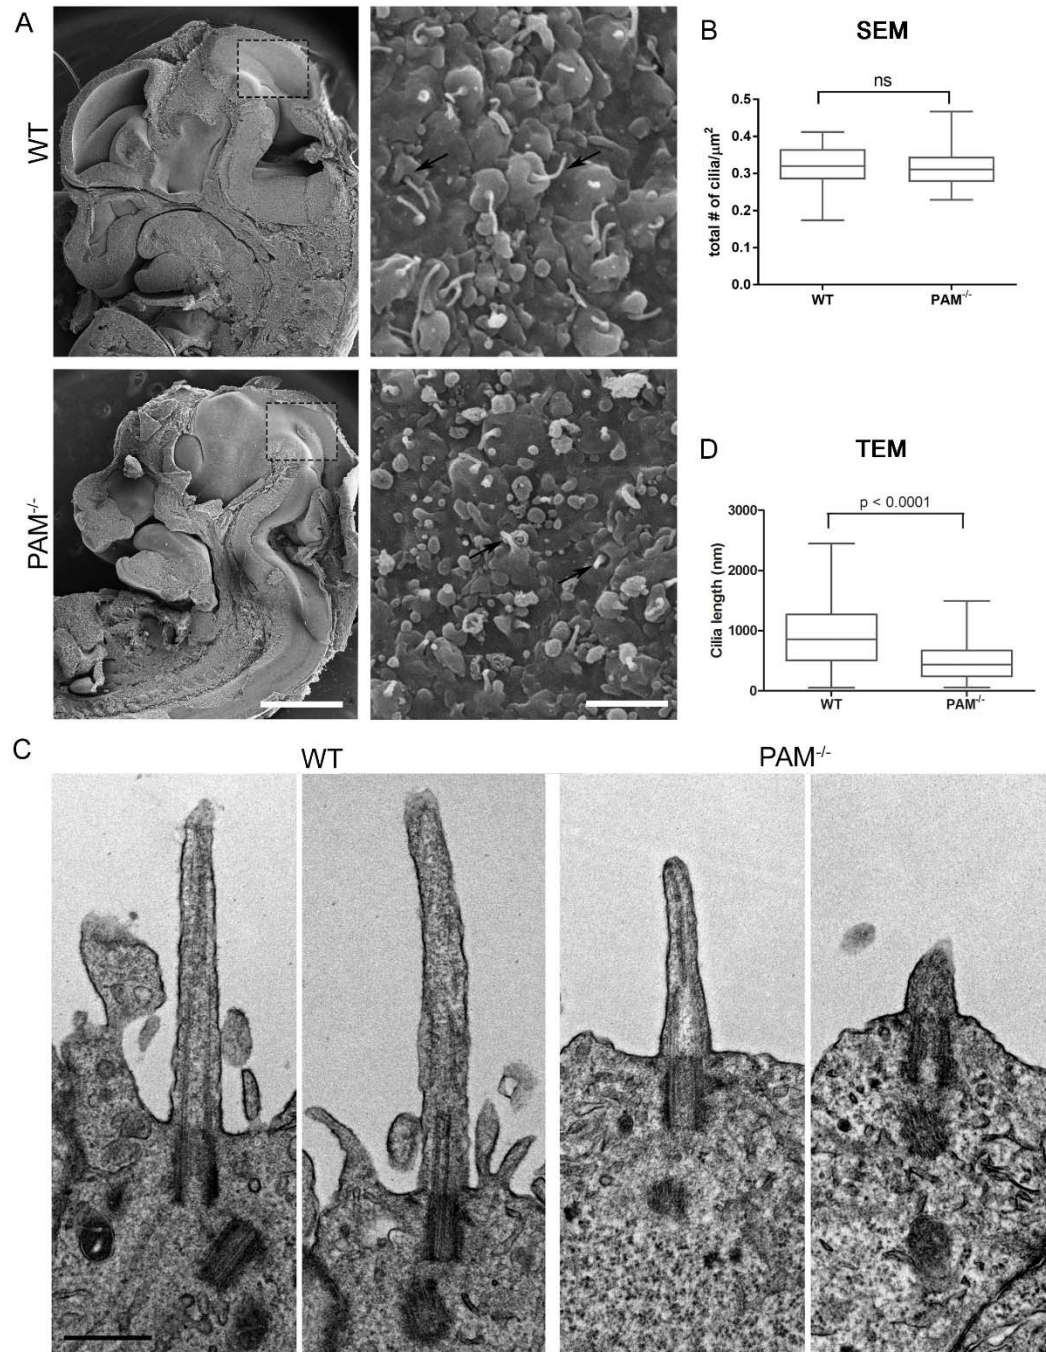 A
WT
PAM-/-
B
SEM
ns
total # of cilia/μm²
0.5
0.4
0.3
0.2
0.1
0.0
WT
PAM-/-
D
TEM
p < 0.0001
Cilia length (nm)
3000
2000
1000
0
WT
PAM-/-
C
WT
PAM-/-